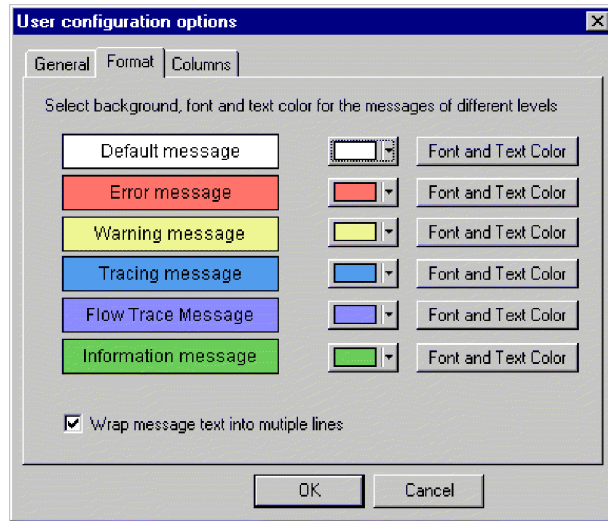 User configuration options
General Format Columns
Select background, font and text color for the messages of different levels
Default message Font and Text Color
Error message Font and Text Color
Warning message Font and Text Color
Tracing message Font and Text Color
Flow Trace Message Font and Text Color
Information message Font and Text Color
Wrap message text into mutiple lines
OK Cancel